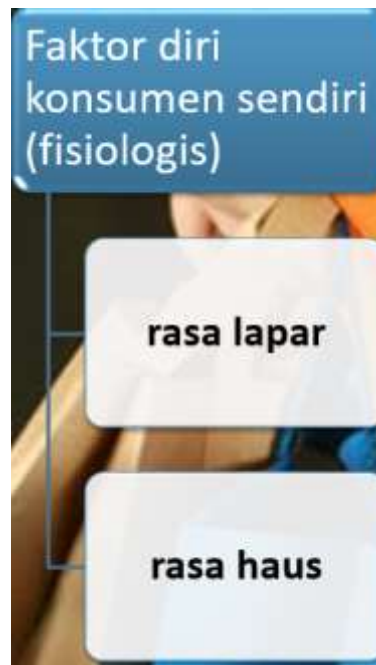 Faktor diri
konsumen sendiri
(fisiologis)
rasa lapar
rasa haus